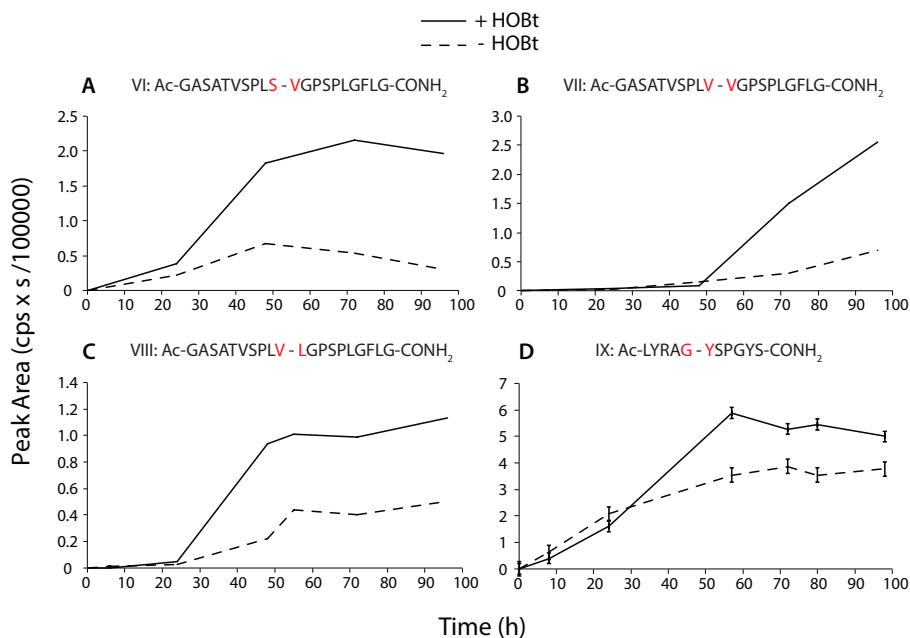 + HOBt
- HOBt
A VI: Ac-GASATVSPLS - VGPSPLGFLG-CONH2
B VII: Ac-GASATVSPLV - VGPSPLGFLG-CONH2
2.5
2.0
1.5
1.0
0.5
0
0 10 20 30 40 50 60 70 80 90 100
3.0
2.5
2.0
1.5
1.0
0.5
0
0 10 20 30 40 50 60 70 80 90 100
C VIII: Ac-GASATVSPLV - LGPSPLGFLG-CONH2
D IX: Ac-LYRAG - YSPGYS-CONH2
1.4
1.2
1.0
0.8
0.6
0.4
0.2
0
0 10 20 30 40 50 60 70 80 90 100
7
6
5
4
3
2
1
0
0 10 20 30 40 50 60 70 80 90 100
Peak Area (cps x s /100000)
Time (h)